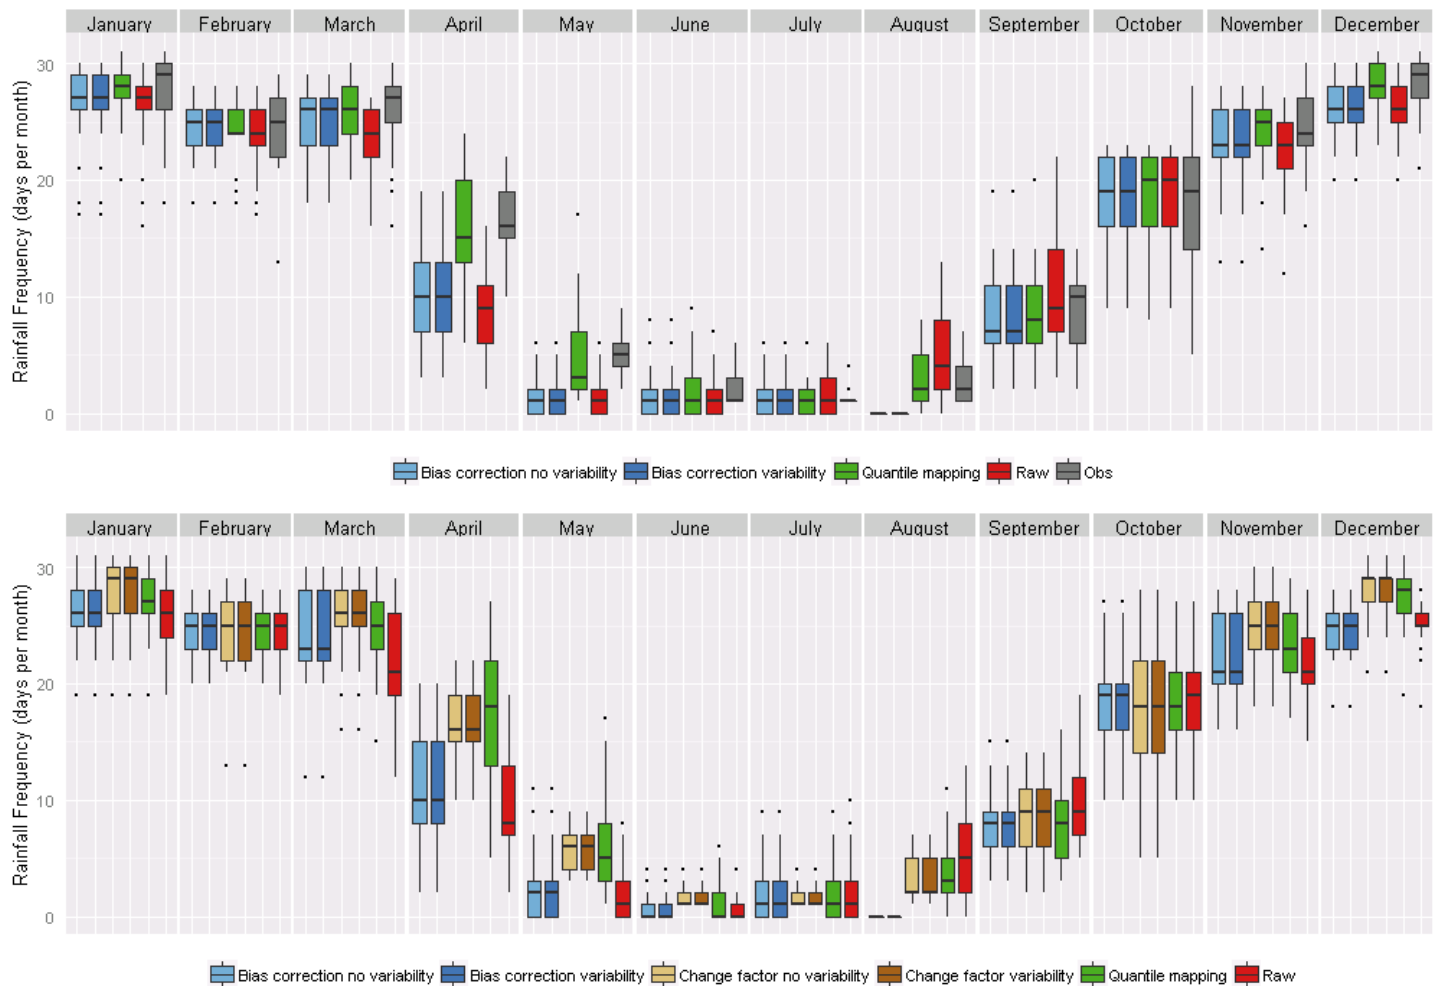 January February March April May June July August September October November December
Rainfall Frequency (days per month)
30
20
10
0
Bias correction no variability Bias correction variability Quantile mapping Raw Obs
January February March April May June July August September October November December
Rainfall Frequency (days per month)
30
20
10
0
Bias correction no variability Bias correction variability Change factor no variability Change factor variability Quantile mapping Raw